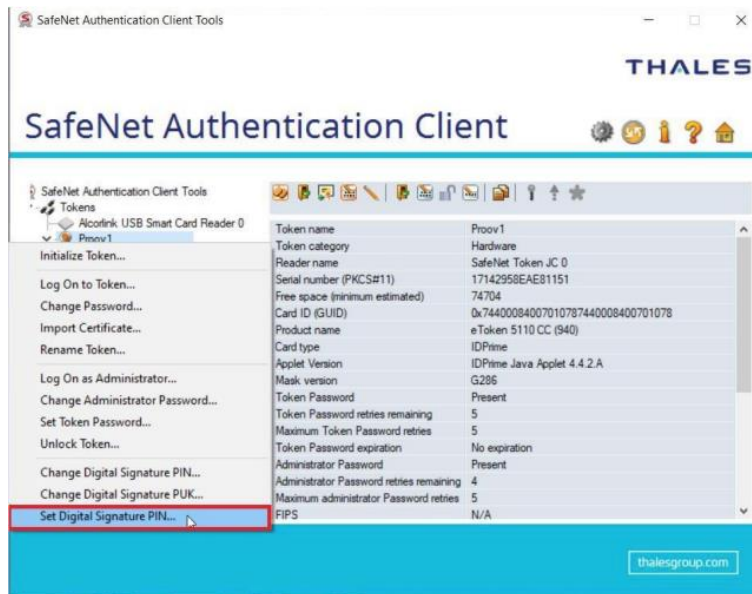 SafeNet Authentication Client Tools
THALES
SafeNet Authentication Client
SafeNet Authentication Client Tools
Tokens
Alcorlink USB Smart Card Reader 0
Proov1
Initialize Token...
Log On to Token...
Change Password...
Import Certificate...
Rename Token...
Log On as Administrator...
Change Administrator Password...
Set Token Password...
Unlock Token...
Change Digital Signature PIN...
Change Digital Signature PUK...
Set Digital Signature PIN...
Token name Proov1
Token category Hardware
Reader name SafeNet Token JC 0
Serial number (PKCS#11) 17142958EAE81151
Free space (minimum estimated) 74704
Card ID (GUID) 0x74400084007010787440008400701078
Product name eToken 5110 CC (940)
Card type IDPrime
Applet Version IDPrime Java Applet 4.4.2.A
Mask version G286
Token Password Present
Token Password retries remaining 5
Maximum Token Password retries 5
Token Password expiration No expiration
Administrator Password Present
Administrator Password retries remaining 4
Maximum administrator Password retries 5
FIPS N/A
thalesgroup.com